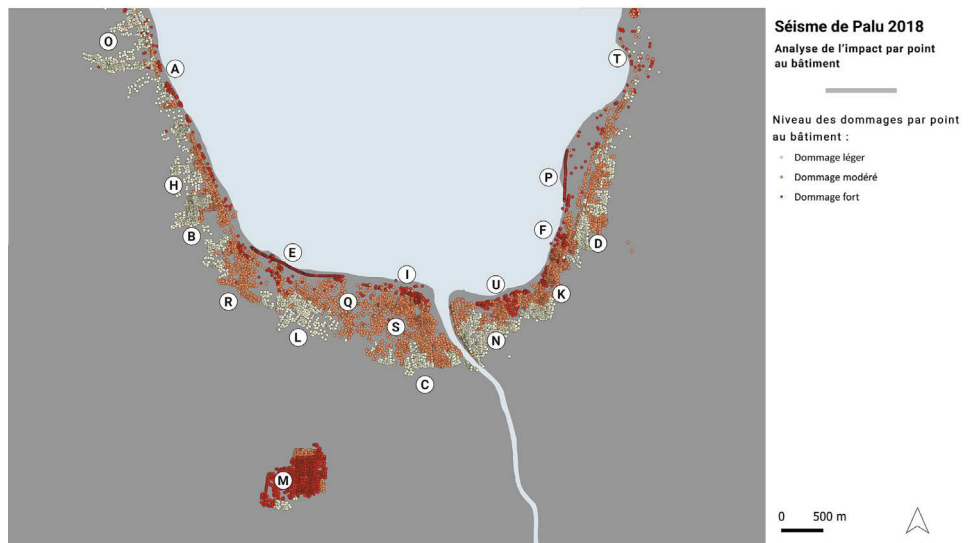 Séisme de Palu 2018
Analyse de l'impact par point
au bâtiment
Niveau des dommages par point
au bâtiment :
Dommage léger
Dommage modéré
Dommage fort
0 500 m
O
A
T
H
P
B
F
D
E
I
U
K
R
Q
S
L
N
C
M